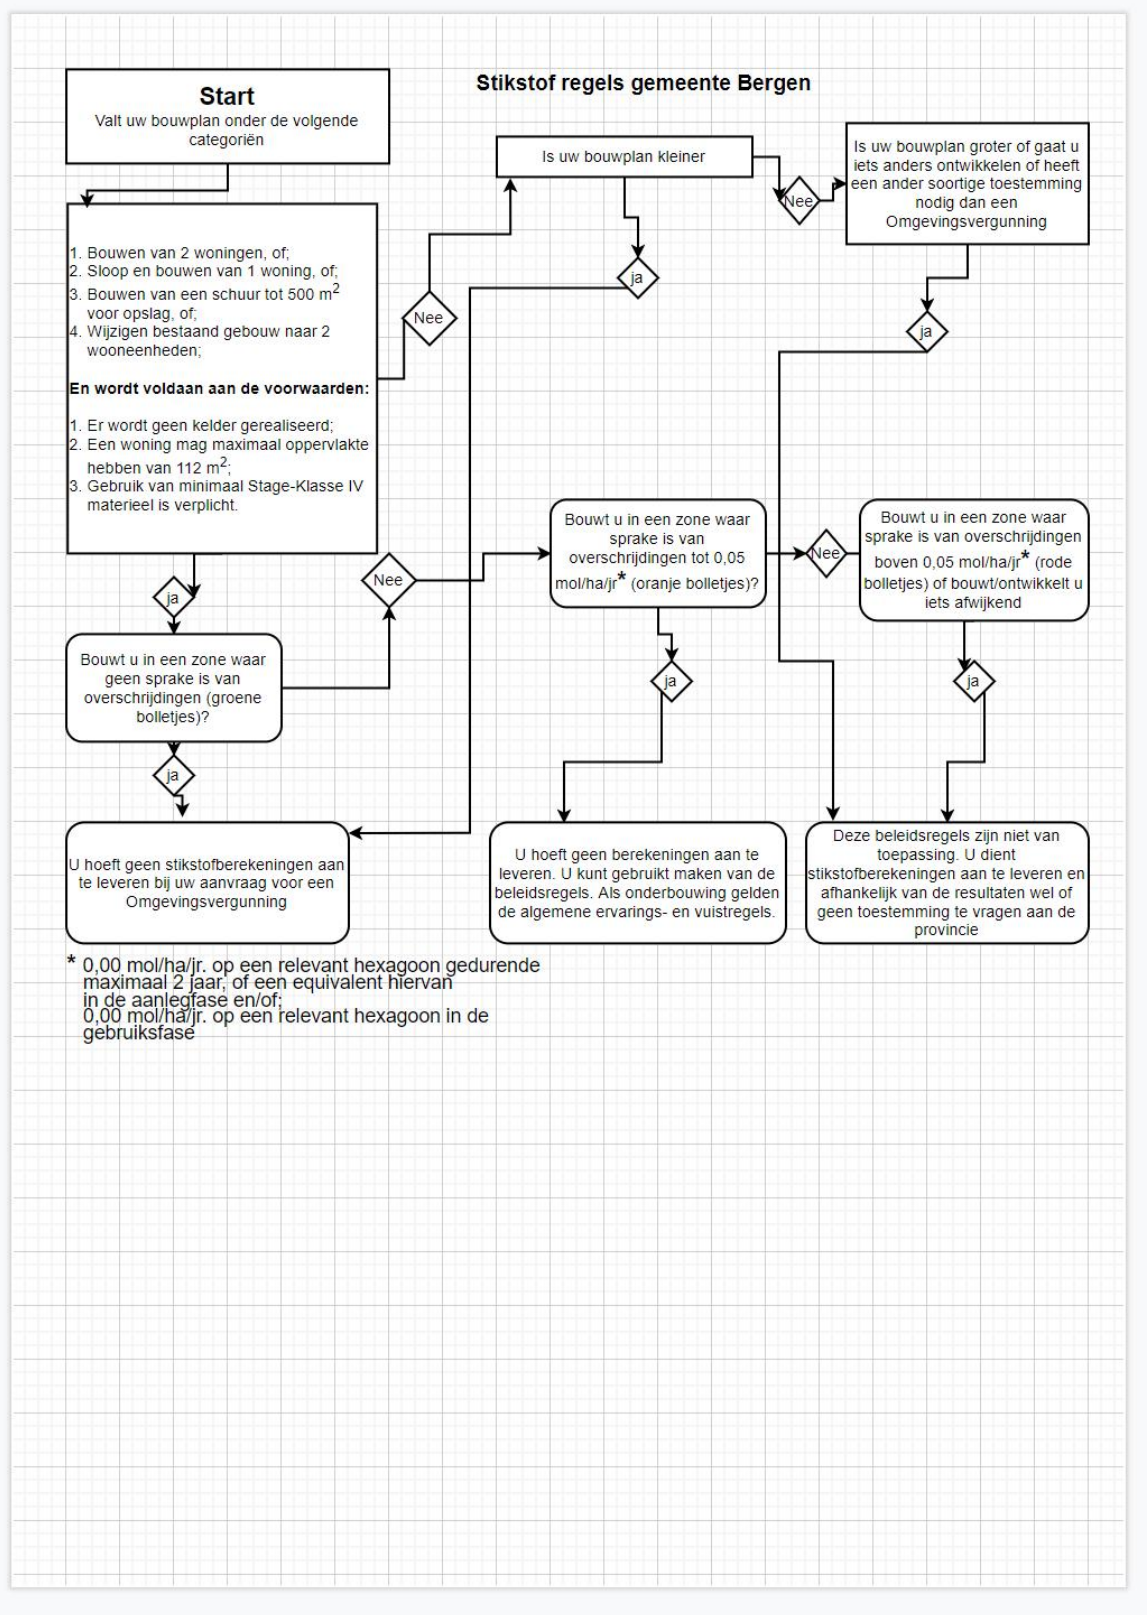 Stikstof regels gemeente Bergen
Start
Valt uw bouwplan onder de volgende
categoriën
1. Bouwen van 2 woningen, of;
2. Sloop en bouwen van 1 woning, of;
3. Bouwen van een schuur tot 500 m2
voor opslag, of;
4. Wijzigen bestaand gebouw naar 2
wooneenheden;
En wordt voldaan aan de voorwaarden:
1. Er wordt geen kelder gerealiseerd;
2. Een woning mag maximaal oppervlakte
hebben van 112 m2;
3. Gebruik van minimaal Stage-Klasse IV
materieel is verplicht.
Nee
Is uw bouwplan kleiner
Nee
ja
Is uw bouwplan groter of gaat u
iets anders ontwikkelen of heeft
een ander soortige toestemming
nodig dan een
Omgevingsvergunning
ja
ja
Bouwt u in een zone waar
geen sprake is van
overschrijdingen (groene
bolletjes)?
Nee
ja
Bouwt u in een zone waar
sprake is van
overschrijdingen tot 0,05
mol/ha/jr* (oranje bolletjes)?
Nee
ja
Bouwt u in een zone waar
sprake is van overschrijdingen
boven 0,05 mol/ha/jr* (rode
bolletjes) of bouwt/ontwikkelt u
iets afwijkend
ja
U hoeft geen stikstofberekeningen aan
te leveren bij uw aanvraag voor een
Omgevingsvergunning
U hoeft geen berekeningen aan te
leveren. U kunt gebruikt maken van de
beleidsregels. Als onderbouwing gelden
de algemene ervarings- en vuistregels.
Deze beleidsregels zijn niet van
toepassing. U dient
stikstofberekeningen aan te leveren en
afhankelijk van de resultaten wel of
geen toestemming te vragen aan de
provincie
* 0,00 mol/ha/jr. op een relevant hexagoon gedurende
maximaal 2 jaar, of een equivalent hiervan
in de aanlegfase en/of;
0,00 mol/ha/jr. op een relevant hexagoon in de
gebruiksfase